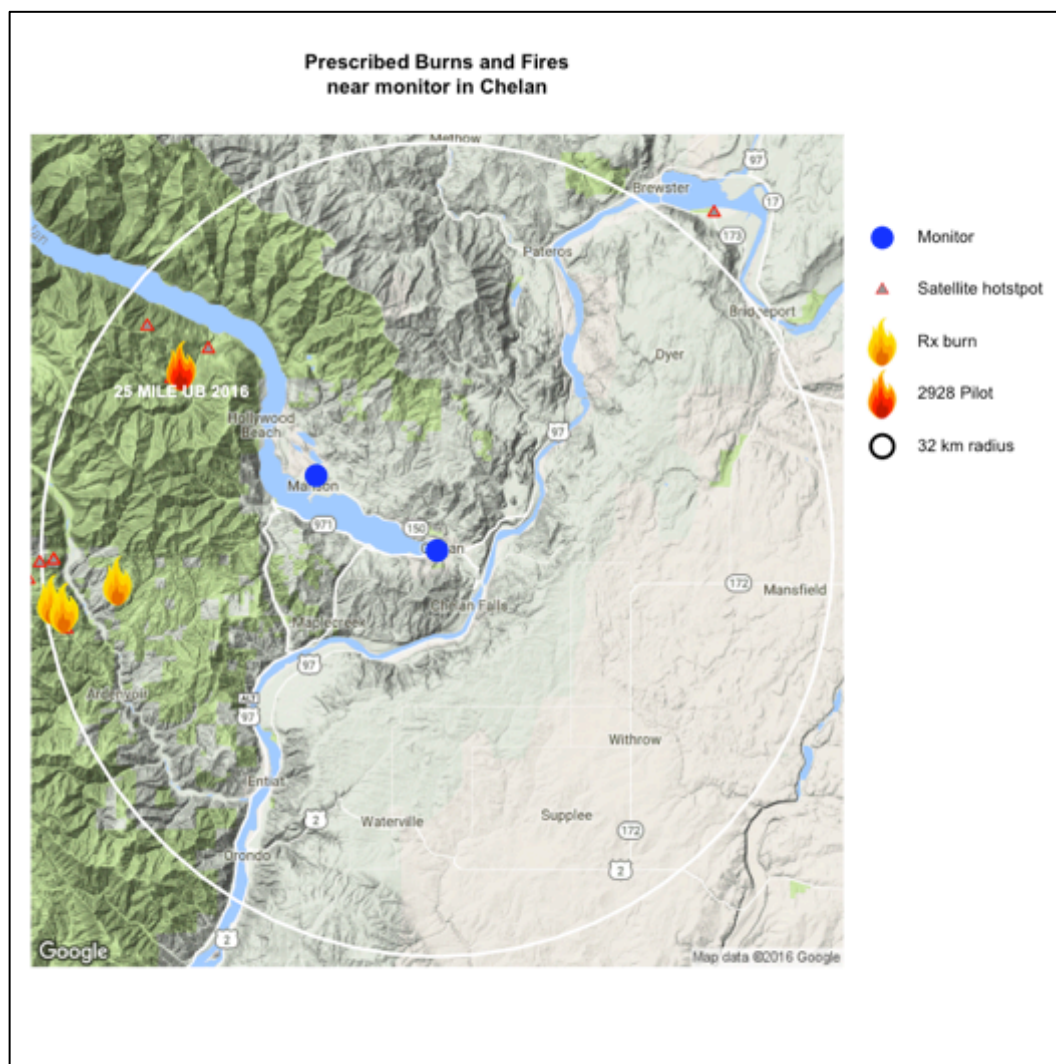 Prescribed Burns and Fires
near monitor in Chelan
Methow
97
Brewster
17
173
Pateros
Bridgeport
Dyer
25 MILE UB 2016
Hollywood
Beach
97
Manson
971
150
Chelan
172
Mansfield
Chelan Falls
Maplecreek
97
Ardenvoir
ALT
97
Withrow
Entiat
2
Waterville
Supplee
172
Orondo
2
2
Google
Map data ©2016 Google
Monitor
Satellite hotstpot
Rx burn
2928 Pilot
32 km radius